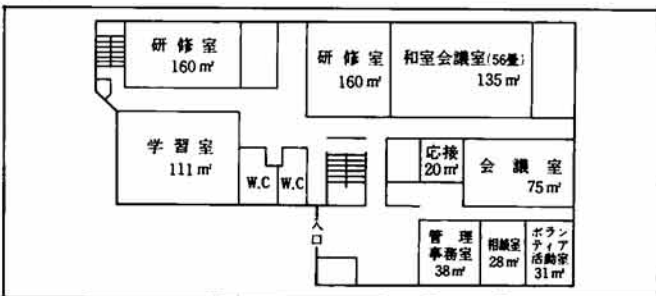 研修室
160㎡
研修室
160㎡
和室会議室(56畳)
135㎡
学習室
111㎡
W.C
W.C
応接
20㎡
会議室
75㎡
入口
管理
事務室
38㎡
相談室
28㎡
ボラン
ティア
活動室
31㎡